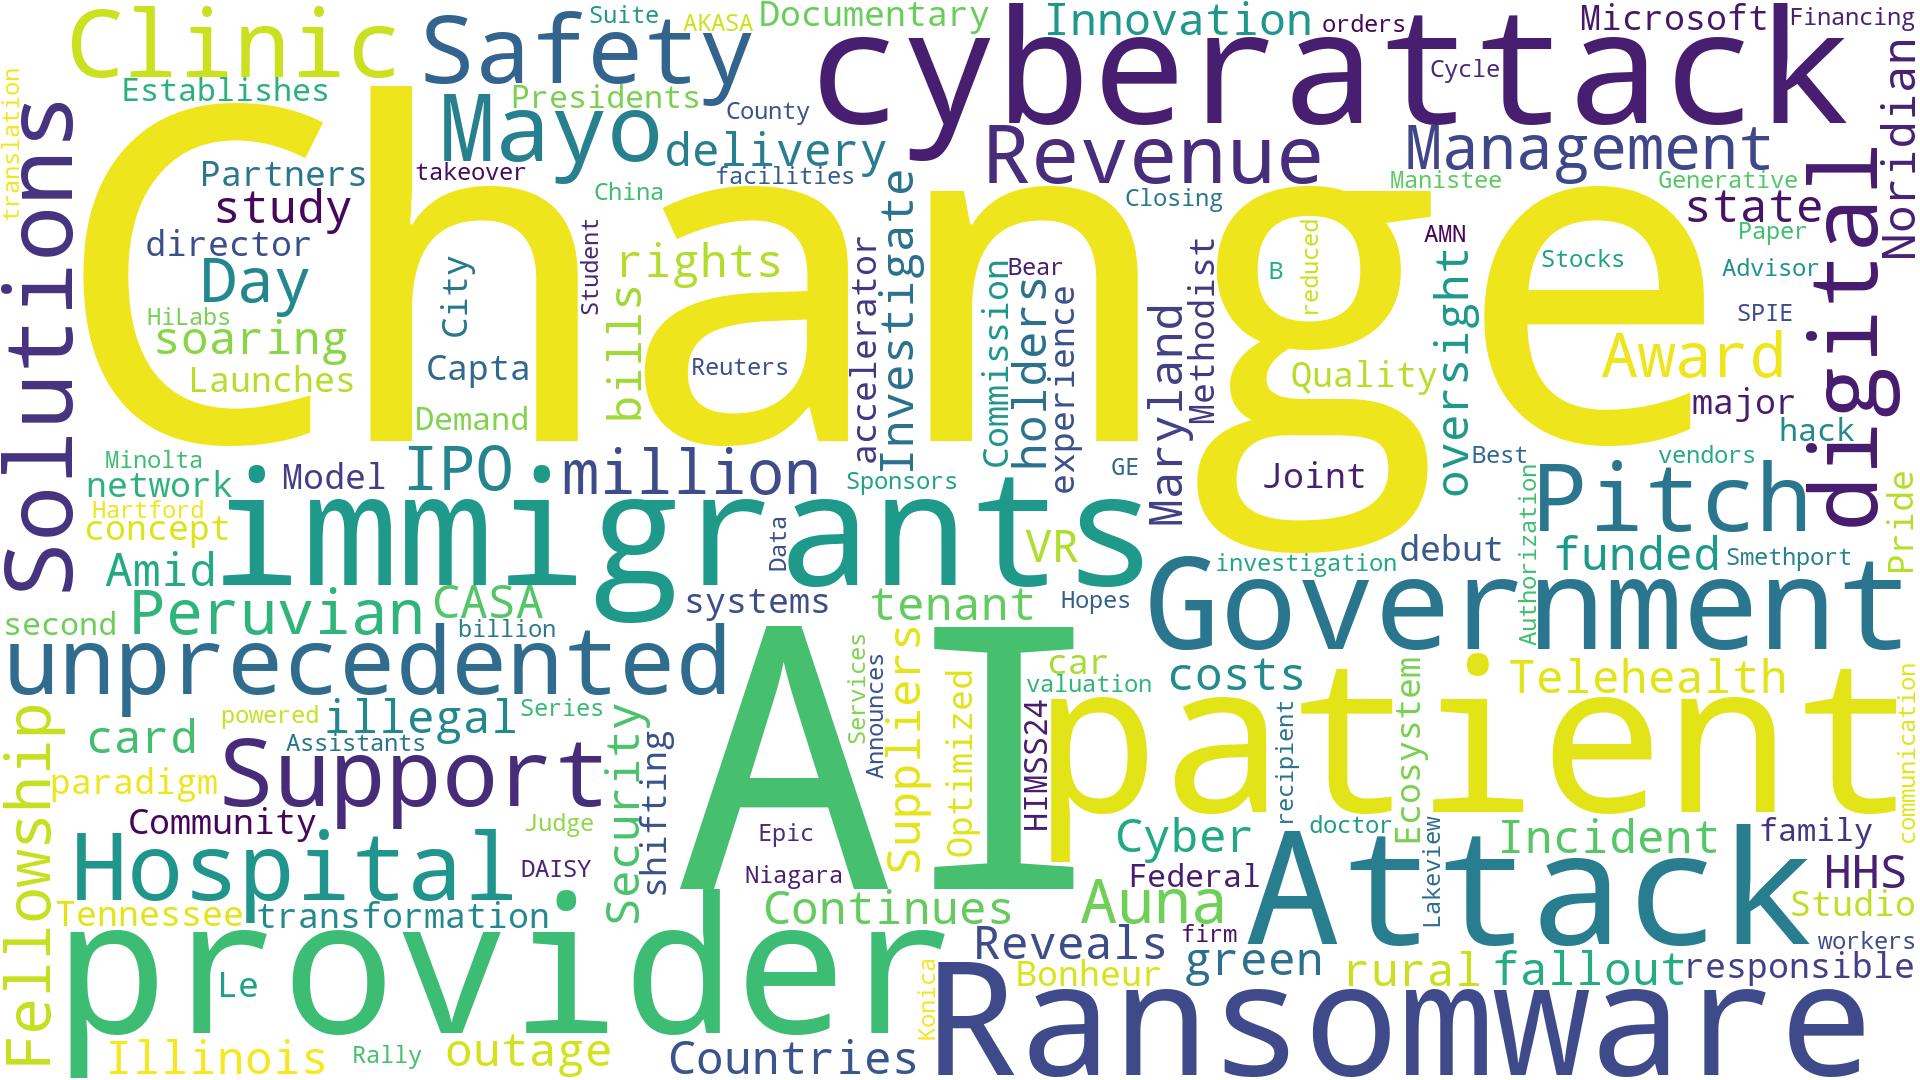 Clinic
Safety
Suite
AKASA
Documentary
cyberattack
Innovation
orders
Microsoft
Financing
translation
Solutions
Establishes
Change
Mayo
Presidents
County
delivery
Revenue
Cycle
Management
digital
Noridian
Partners
takeover
study
director
Day
China
facilities
Closing
Manistee
Generative
state
Paper
Advisor
SPIE
HiLabs
soaring
Launches
City
Capta
Demand
Student
rights
bills
Reuters
accelerator
Investigate
Commission
Bear
holders
experience
Maryland
Methodist
B
reduced
AMN
oversight
Stocks
Quality
Award
major
hack
Joint
Minolta
network
Hartford
concept
Model
IPO
million
Sponsors
GE
Best
vendors
Pitch
Pride
immigrants
Amid
Data
VR
investigation
debut
Authorization
funded
Smethport
second
Peruvian
CASA
billion
systems
tenant
Hopes
Government
unprecedented
AI
Services
Announces
Suppliers
Optimized
car
valuation
costs
Ecosystem
Telehealth
communication
powered
illegal
Series
card
Assistants
Support
paradigm
Fellowship
Security
shifting
HIMSS24
patient
recipient
Community
Judge
Epic
Cyber
doctor
Incident
family
Hospital
DAISY
Niagara
Federal
Lakeview
Attack
HHS
Tennessee
transformation
Continues
Auna
Studio
provider
Le
Reveals
firm
green
rural
fallout
workers
responsible
Bonheur
Konica
Ransomware
Illinois
Rally
outage
Countries